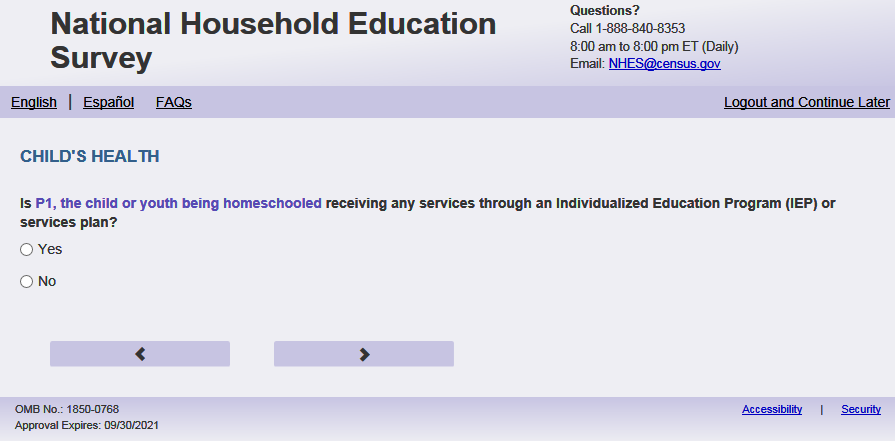 National Household Education
Survey
Questions?
Call 1-888-840-8353
8:00 am to 8:00 pm ET (Daily)
Email: NHES@census.gov
English | Español FAQs Logout and Continue Later
CHILD'S HEALTH
Is P1, the child or youth being homeschooled receiving any services through an Individualized Education Program (IEP) or
services plan?
Yes
No
OMB No.: 1850-0768
Approval Expires: 09/30/2021
Accessibility | Security